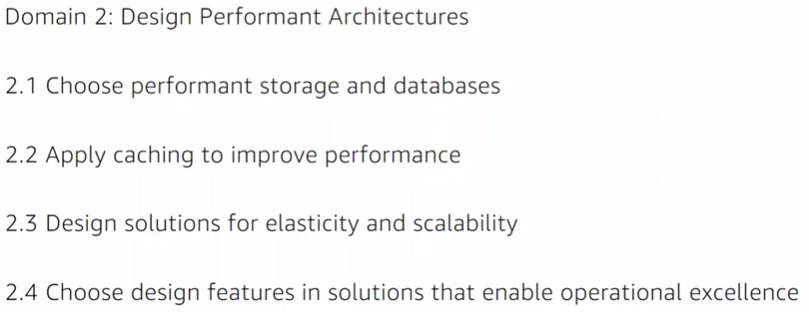 Domain 2: Design Performant Architectures
2.1 Choose performant storage and databases
2.2 Apply caching to improve performance
2.3 Design solutions for elasticity and scalability
2.4 Choose design features in solutions that enable operational excellence